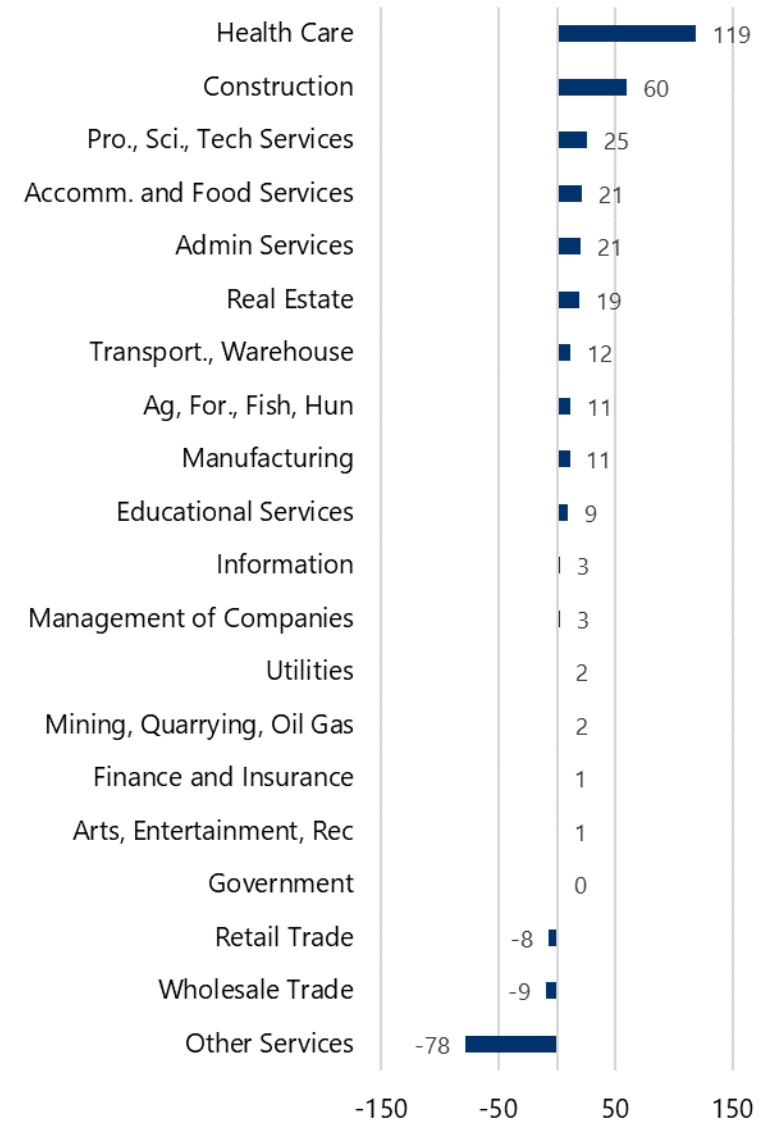 Health Care 119
Construction 60
Pro., Sci., Tech Services 25
Accomm. and Food Services 21
Admin Services 21
Real Estate 19
Transport., Warehouse 12
Ag, For., Fish, Hun 11
Manufacturing 11
Educational Services 9
Information 3
Management of Companies 3
Utilities 2
Mining, Quarrying, Oil Gas 2
Finance and Insurance 1
Arts, Entertainment, Rec 1
Government 0
Retail Trade -8
Wholesale Trade -9
Other Services -78
-150 -50 50 150